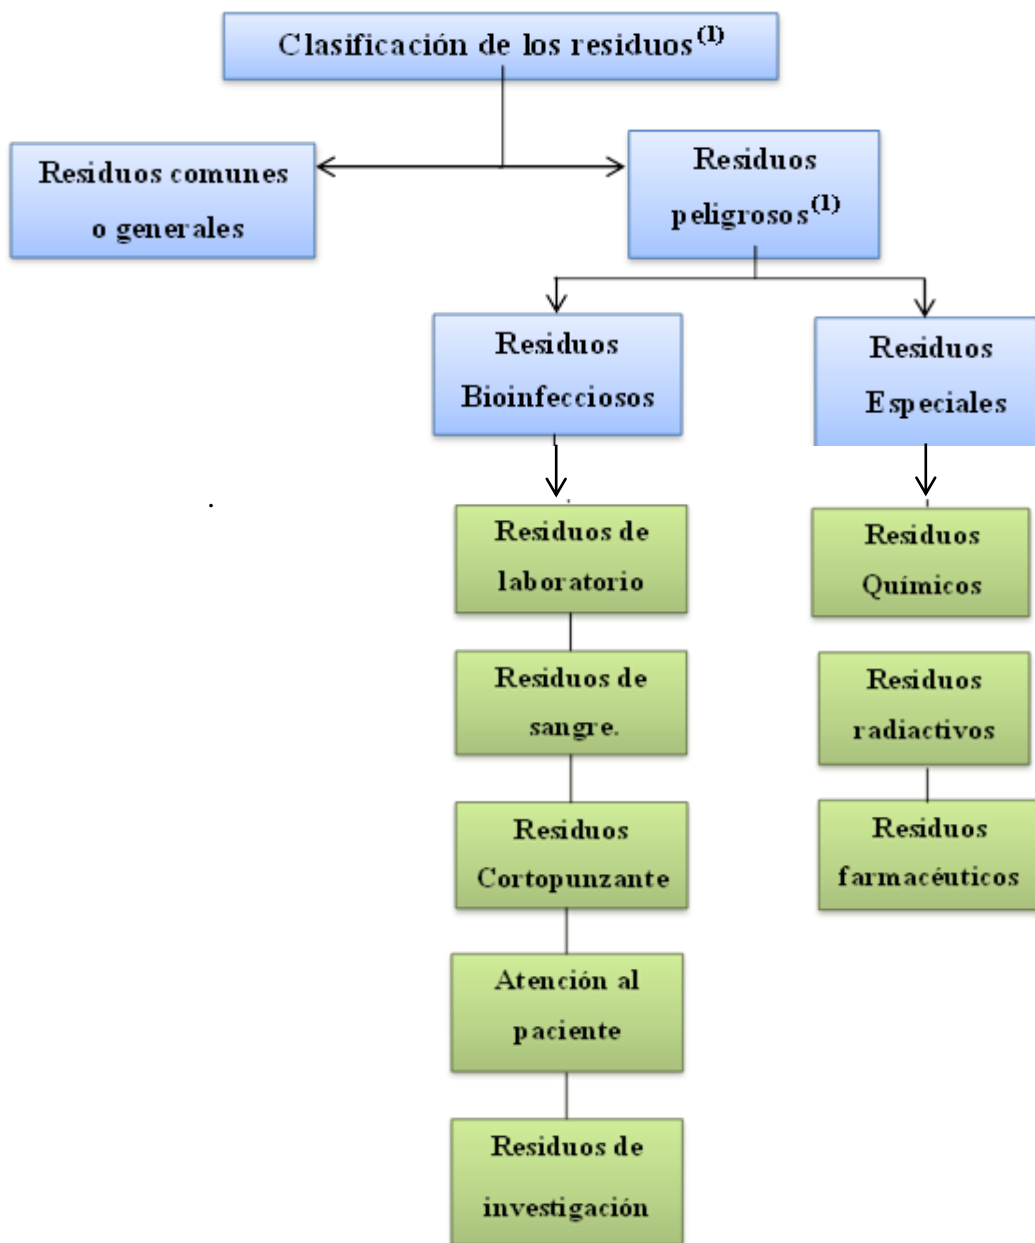 Clasificación de los residuos(1)
Residuos comunes
o generales
Residuos
peligrosos(1)
Residuos
Bioinfecciosos
Residuos
Especiales
.
Residuos de
laboratorio
Residuos de
sangre.
Residuos
Cortopunzante
Atención al
paciente
Residuos de
investigación
Residuos
Químicos
Residuos
radiactivos
Residuos
farmacéuticos